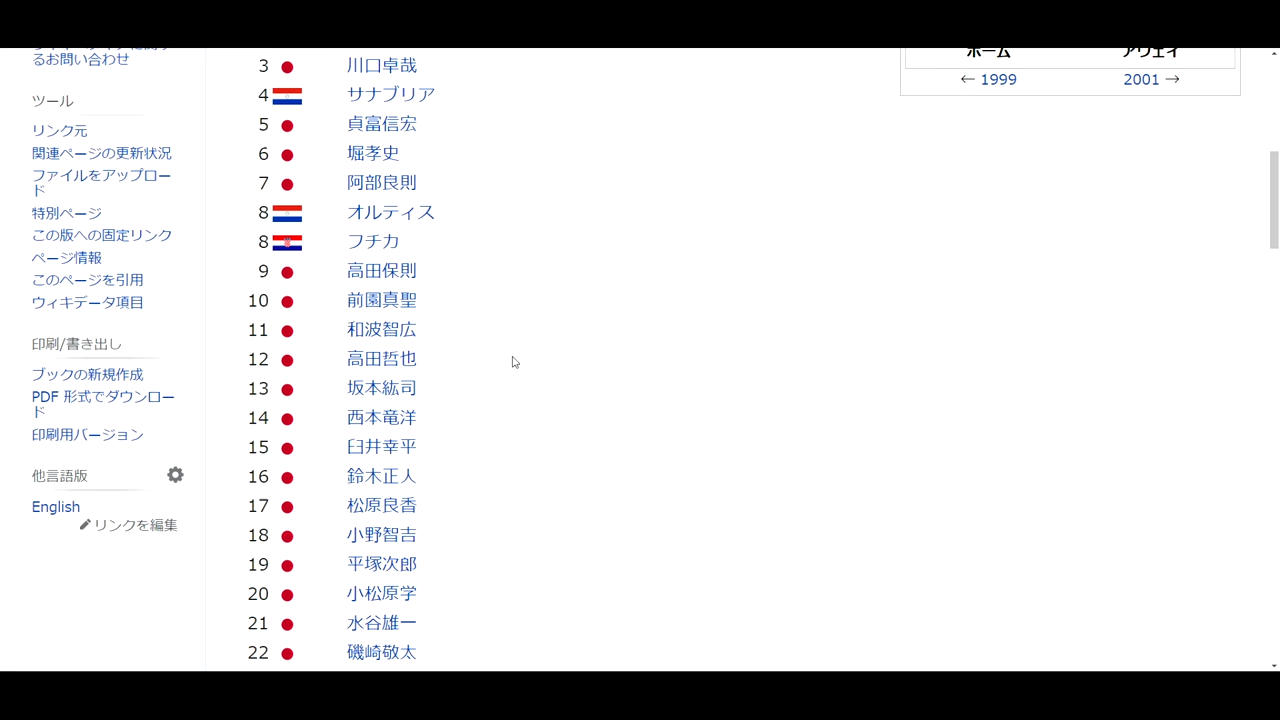 るお問い合わせ
ツール
リンク元
関連ページの更新状況
ファイルをアップロー
ド
特別ページ
この版への固定リンク
ページ情報
このページを引用
ウィキデータ項目
印刷/書き出し
ブックの新規作成
PDF 形式でダウンロー
ド
印刷用バージョン
他言語版
English
リンクを編集
3 川口卓哉
4 サナブリア
5 貞富信宏
6 堀孝史
7 阿部良則
8 オルティス
8 フチカ
9 高田保則
10 前園真聖
11 和波智広
12 高田哲也
13 坂本紘司
14 西本竜洋
15 臼井幸平
16 鈴木正人
17 松原良香
18 小野智吉
19 平塚次郎
20 小松原学
21 水谷雄一
22 磯崎敬太
ホーム アウェイ
← 1999 2001 →